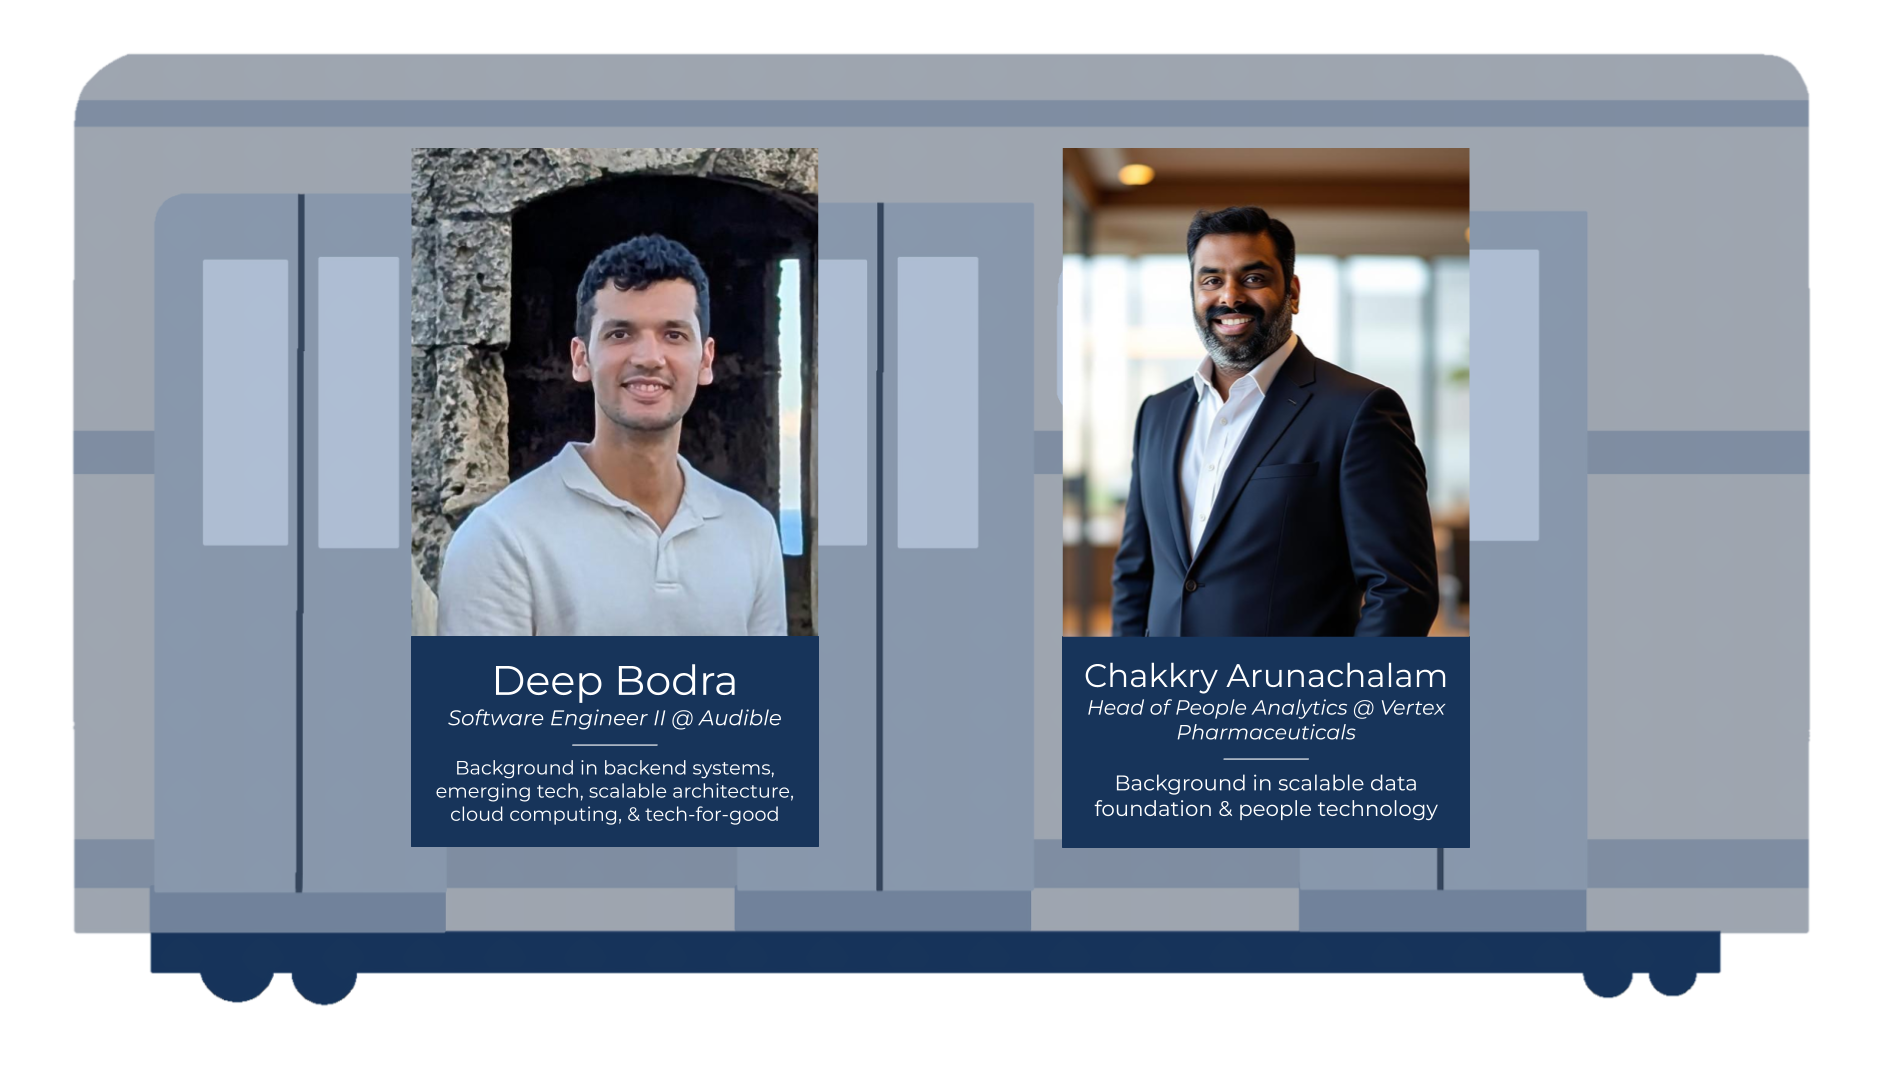 Deep Bodra
Software Engineer II @ Audible
Background in backend systems,
emerging tech, scalable architecture,
cloud computing, & tech-for-good
Chakkry Arunachalam
Head of People Analytics @ Vertex
Pharmaceuticals
Background in scalable data
foundation & people technology